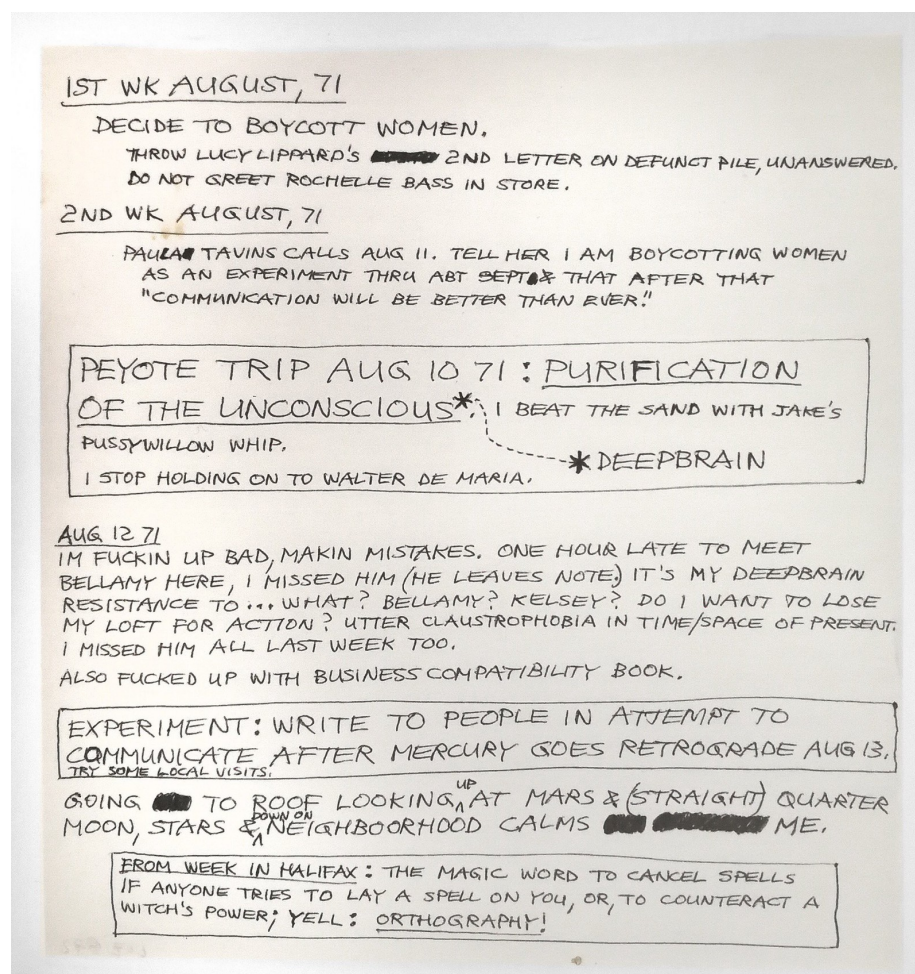 1ST WK AUGUST, 71
DECIDE TO BOYCOTT WOMEN.
THROW LUCY LIPPARD'S 2ND LETTER ON DEFUNCT PILE, UNANSWERED.
DO NOT GREET ROCHELLE BASS IN STORE.
2ND WK AUGUST, 71
PAULA TAVINS CALLS AUG 11. TELL HER I AM BOYCOTTING WOMEN
AS AN EXPERIMENT THRU ABT SEPT & THAT AFTER THAT
"COMMUNICATION WILL BE BETTER THAN EVER."
PEYOTE TRIP AUG 10 71 : PURIFICATION
OF THE UNCONSCIOUS*. I BEAT THE SAND WITH JAKE'S
PUSSYWILLOW WHIP.
* DEEPBRAIN
I STOP HOLDING ON TO WALTER DE MARIA.
AUG 12 71
IM FUCKIN UP BAD, MAKIN MISTAKES. ONE HOUR LATE TO MEET
BELLAMY HERE, I MISSED HIM (HE LEAVES NOTE.) IT'S MY DEEPBRAIN
RESISTANCE TO ... WHAT? BELLAMY? KELSEY? DO I WANT TO LOSE
MY LOFT FOR ACTION? UTTER CLAUSTROPHOBIA IN TIME/SPACE OF PRESENT.
I MISSED HIM ALL LAST WEEK TOO.
ALSO FUCKED UP WITH BUSINESS COMPATIBILITY BOOK.
EXPERIMENT: WRITE TO PEOPLE IN ATTEMPT TO
COMMUNICATE AFTER MERCURY GOES RETROGRADE AUG 13.
TRY SOME LOCAL VISITS.
GOING TO ROOF LOOKING UP AT MARS & (STRAIGHT) QUARTER
MOON, STARS & DOWN ON NEIGHBOORHOOD CALMS ME.
FROM WEEK IN HALIFAX : THE MAGIC WORD TO CANCEL SPELLS
IF ANYONE TRIES TO LAY A SPELL ON YOU, OR, TO COUNTERACT A
WITCH'S POWER; YELL : ORTHOGRAPHY!